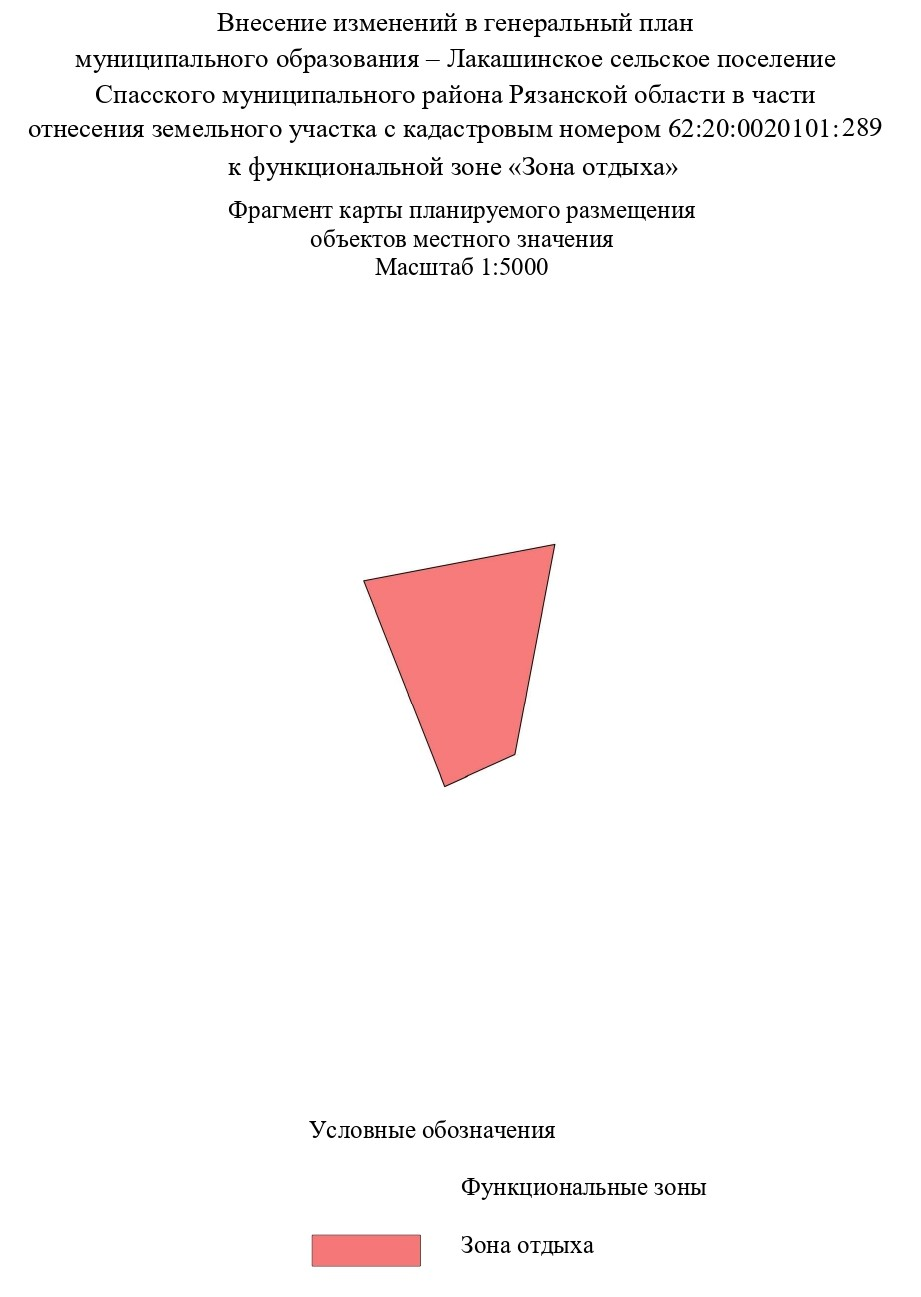 Внесение изменений в генеральный план
муниципального образования – Лакашинское сельское поселение
Спасского муниципального района Рязанской области в части
отнесения земельного участка с кадастровым номером 62:20:0020101:289
к функциональной зоне «Зона отдыха»
Фрагмент карты планируемого размещения
объектов местного значения
Масштаб 1:5000
Условные обозначения
Функциональные зоны
Зона отдыха